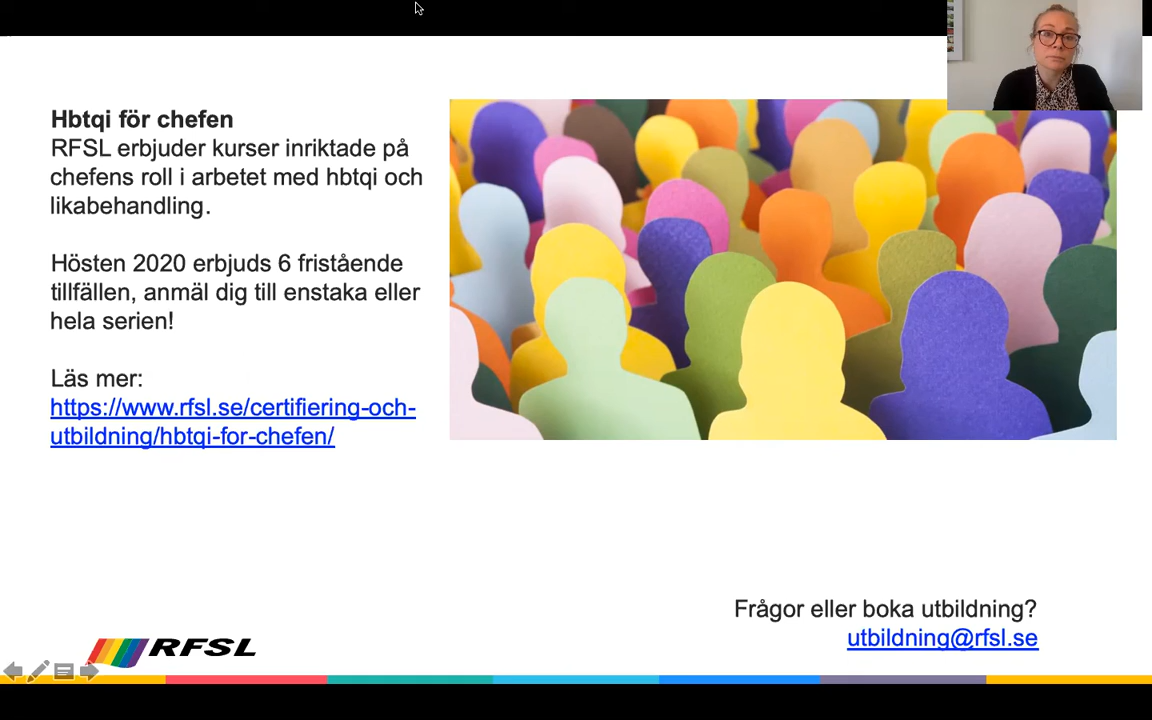 Hbtqi för chefen
RFSL erbjuder kurser inriktade på
chefens roll i arbetet med hbtqi och
likabehandling.
Hösten 2020 erbjuds 6 fristående
tillfällen, anmäl dig till enstaka eller
hela serien!
Läs mer:
https://www.rfsl.se/certifiering-och-
utbildning/hbtqi-for-chefen/
Frågor eller boka utbildning?
utbildning@rfsl.se
RFSL